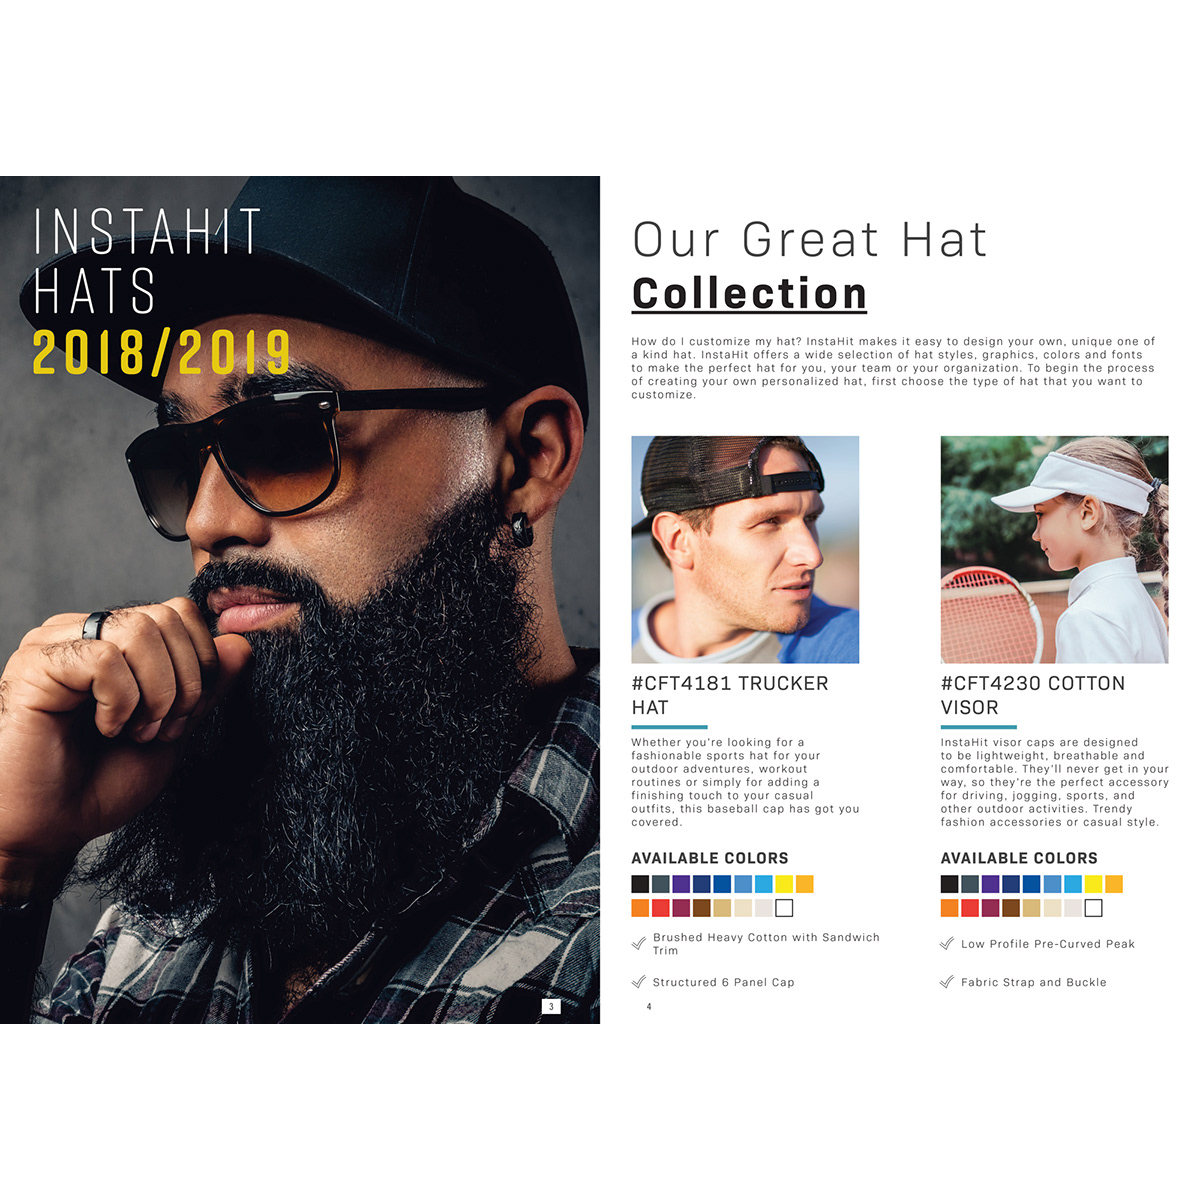 INSTAHIT
HATS
2018/2019
3
Our Great Hat
Collection
How do I customize my hat? InstaHit makes it easy to design your own, unique one of
a kind hat. InstaHit offers a wide selection of hat styles, graphics, colors and fonts
to make the perfect hat for you, your team or your organization. To begin the process
of creating your own personalized hat, first choose the type of hat that you want to
customize.
#CFT4181 TRUCKER
HAT
Whether you're looking for a
fashionable sports hat for your
outdoor adventures, workout
routines or simply for adding a
finishing touch to your casual
outfits, this baseball cap has got you
covered.
AVAILABLE COLORS
Brushed Heavy Cotton with Sandwich
Trim
Structured 6 Panel Cap
#CFT4230 COTTON
VISOR
InstaHit visor caps are designed
to be lightweight, breathable and
comfortable. They'll never get in your
way, so they're the perfect accessory
for driving, jogging, sports, and
other outdoor activities. Trendy
fashion accessories or casual style.
AVAILABLE COLORS
Low Profile Pre-Curved Peak
Fabric Strap and Buckle
4